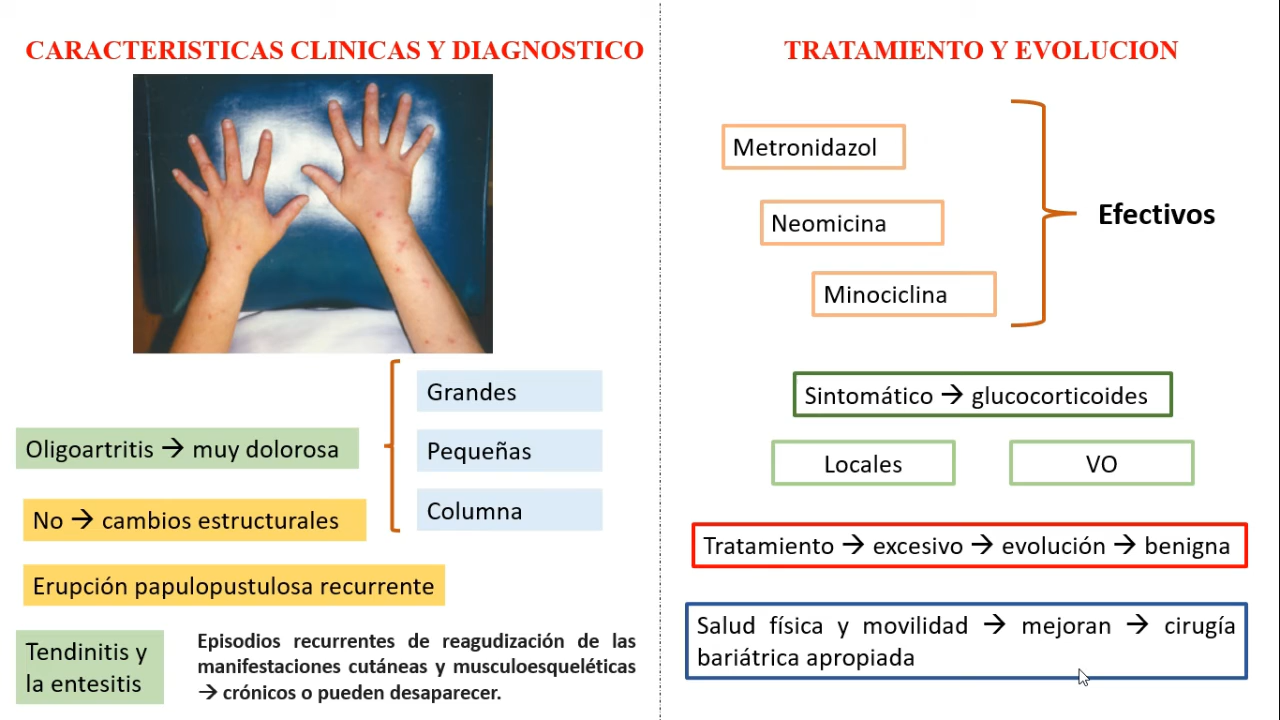 CARACTERISTICAS CLINICAS Y DIAGNOSTICO
Oligoartritis → muy dolorosa
Grandes
Pequeñas
Columna
No → cambios estructurales
Erupción papulopustulosa recurrente
Tendinitis y
la entesitis
Episodios recurrentes de reagudización de las
manifestaciones cutáneas y musculoesqueléticas
→ crónicos o pueden desaparecer.
TRATAMIENTO Y EVOLUCION
Metronidazol
Neomicina
Minociclina
Efectivos
Sintomático → glucocorticoides
Locales
VO
Tratamiento → excesivo → evolución → benigna
Salud física y movilidad → mejoran → cirugía
bariátrica apropiada